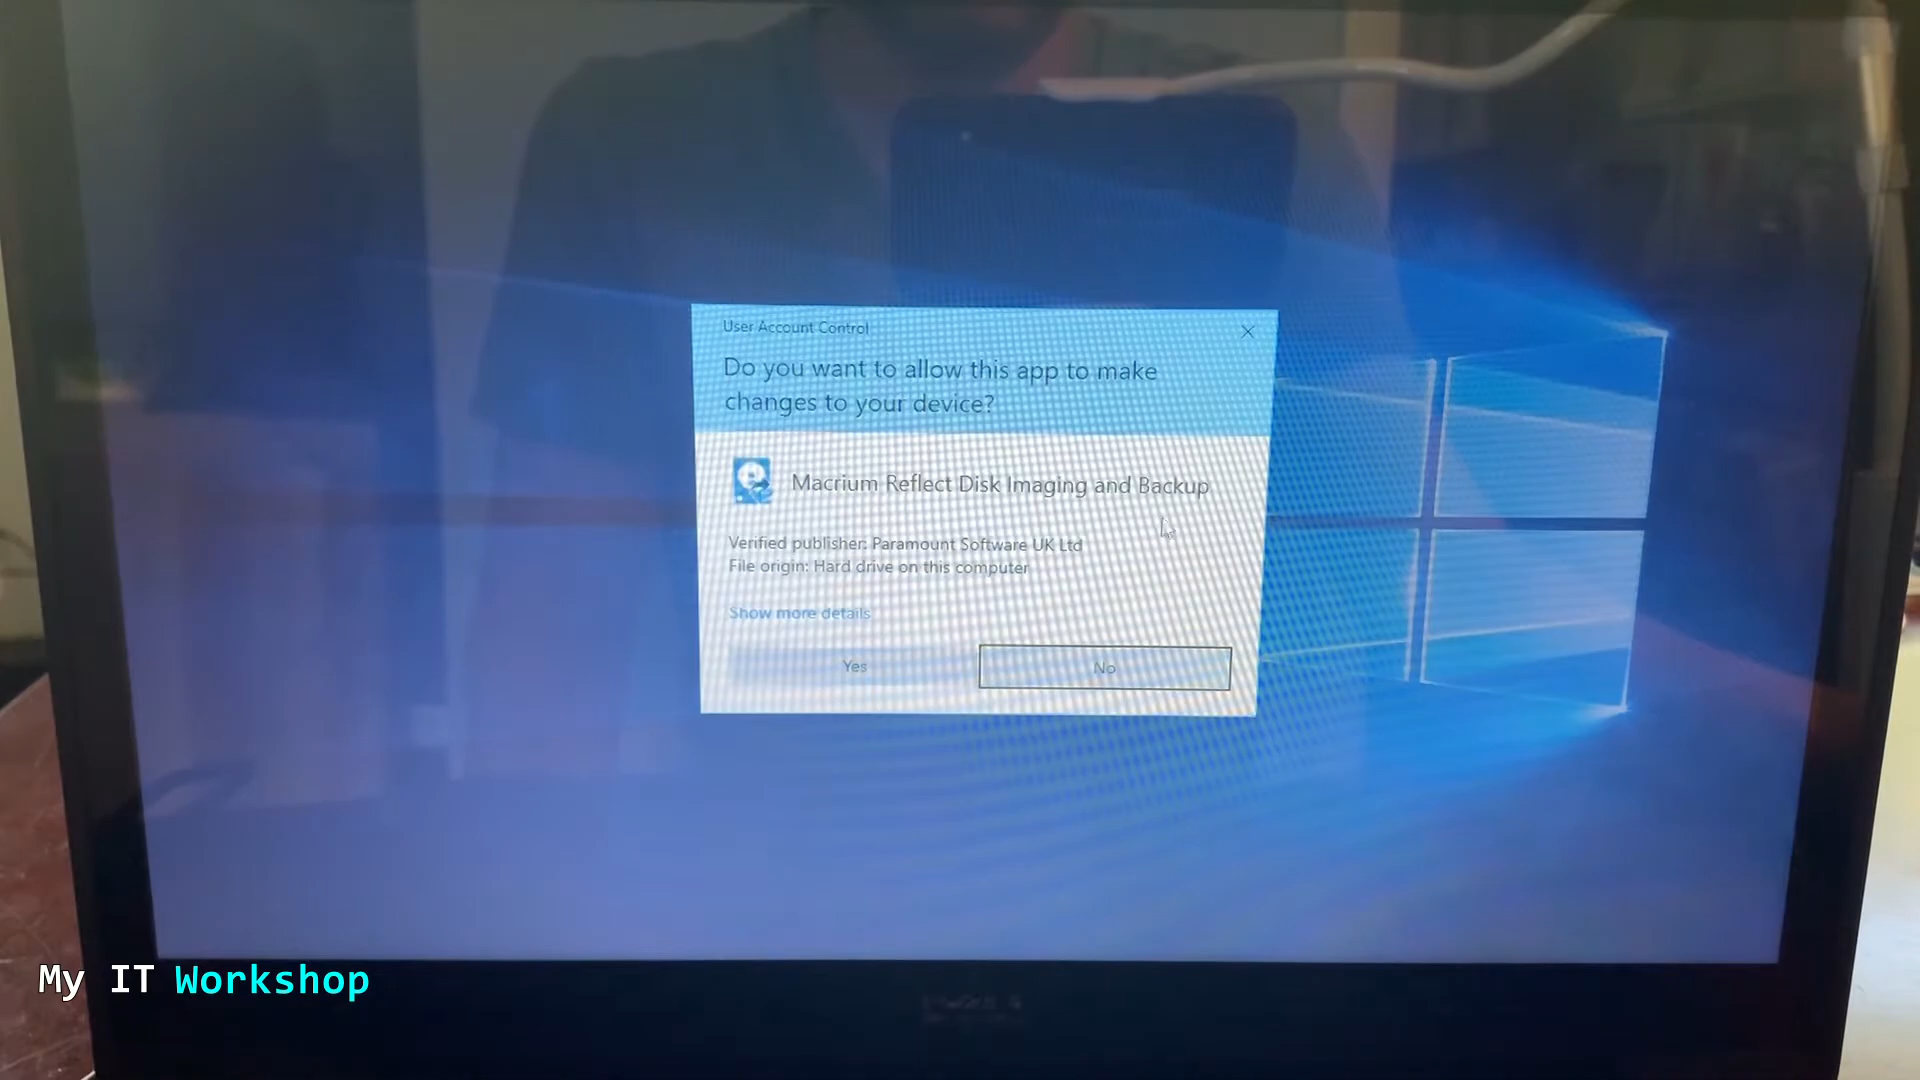 User Account Control
Do you want to allow this app to make
changes to your device?
Macrium Reflect Disk Imaging and Backup
Verified publisher: Paramount Software UK Ltd
File origin: Hard drive on this computer
Show more details
Yes
No
My IT Workshop